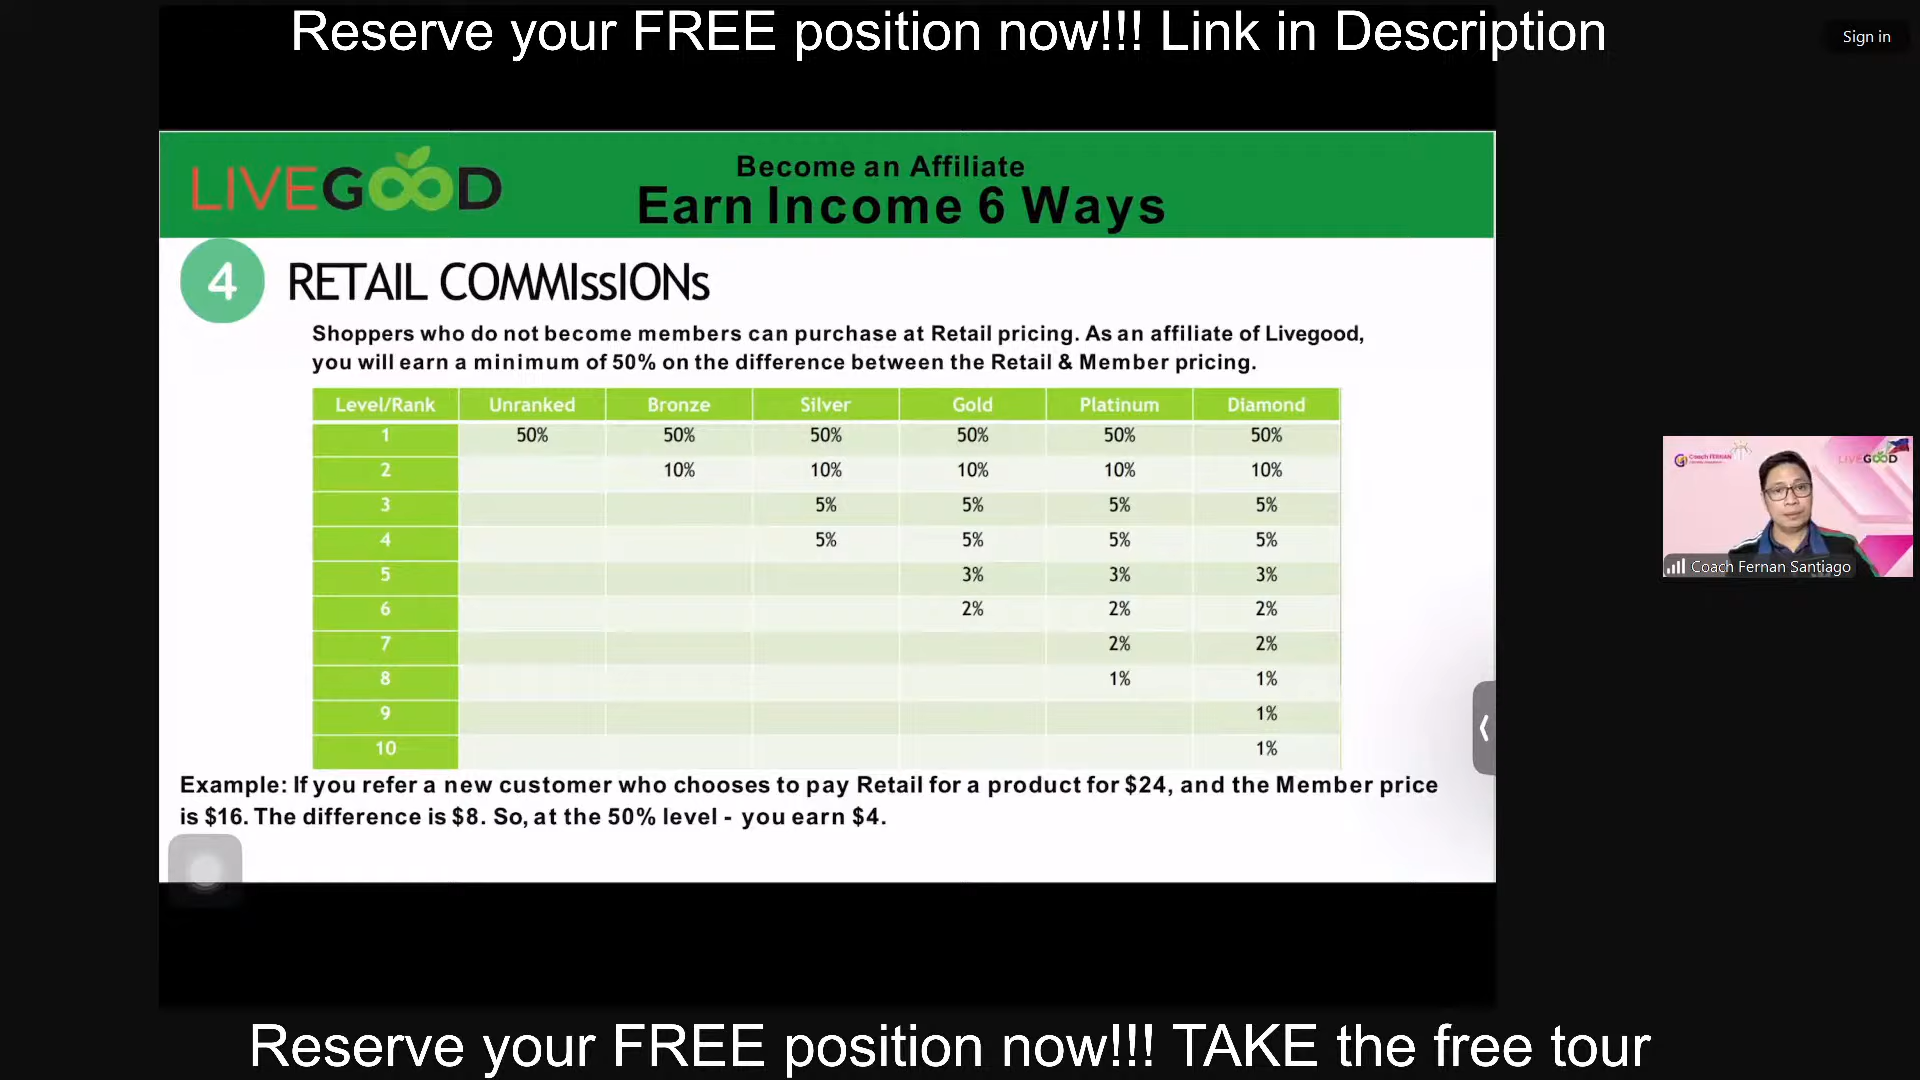 Reserve your FREE position now!!! Link in Description
Sign in
LIVEGOOD
Become an Affiliate
Earn Income 6 Ways
4 RETAIL COMMIssIONs
Shoppers who do not become members can purchase at Retail pricing. As an affiliate of Livegood,
you will earn a minimum of 50% on the difference between the Retail & Member pricing.
Level/Rank Unranked Bronze Silver Gold Platinum Diamond
1 50% 50% 50% 50% 50% 50%
2 10% 10% 10% 10% 10%
3 5% 5% 5% 5%
4 5% 5% 5% 5%
5 3% 3% 3%
6 2% 2% 2%
7 2% 2%
8 1% 1%
9 1%
10 1%
Example: If you refer a new customer who chooses to pay Retail for a product for $24, and the Member price
is $16. The difference is $8. So, at the 50% level - you earn $4.
Coach FERNAN
LIVEGOOD
Coach Fernan Santiago
Reserve your FREE position now!!! TAKE the free tour